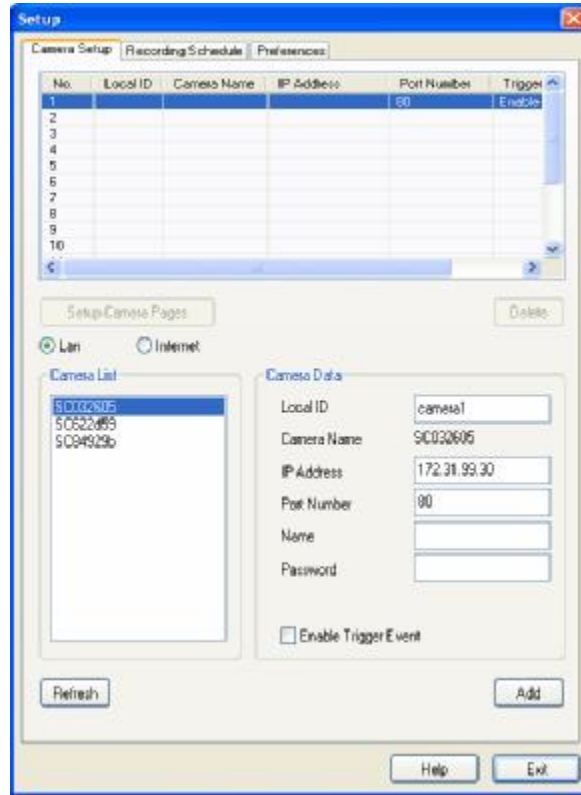 Setup
Camera Setup Recording Schedule Preferences
No. Local ID Camera Name IP Address Port Number Trigger
1 80 Enable
2
3
4
5
6
7
8
9
10
Setup Camera Pages Delete
Lan Internet
Camera List
SC032605
SC622df59
SC94929b
Camera Data
Local ID camera1
Camera Name SC032605
IP Address 172.31.99.30
Port Number 80
Name
Password
Enable Trigger Event
Refresh Add
Help Exit